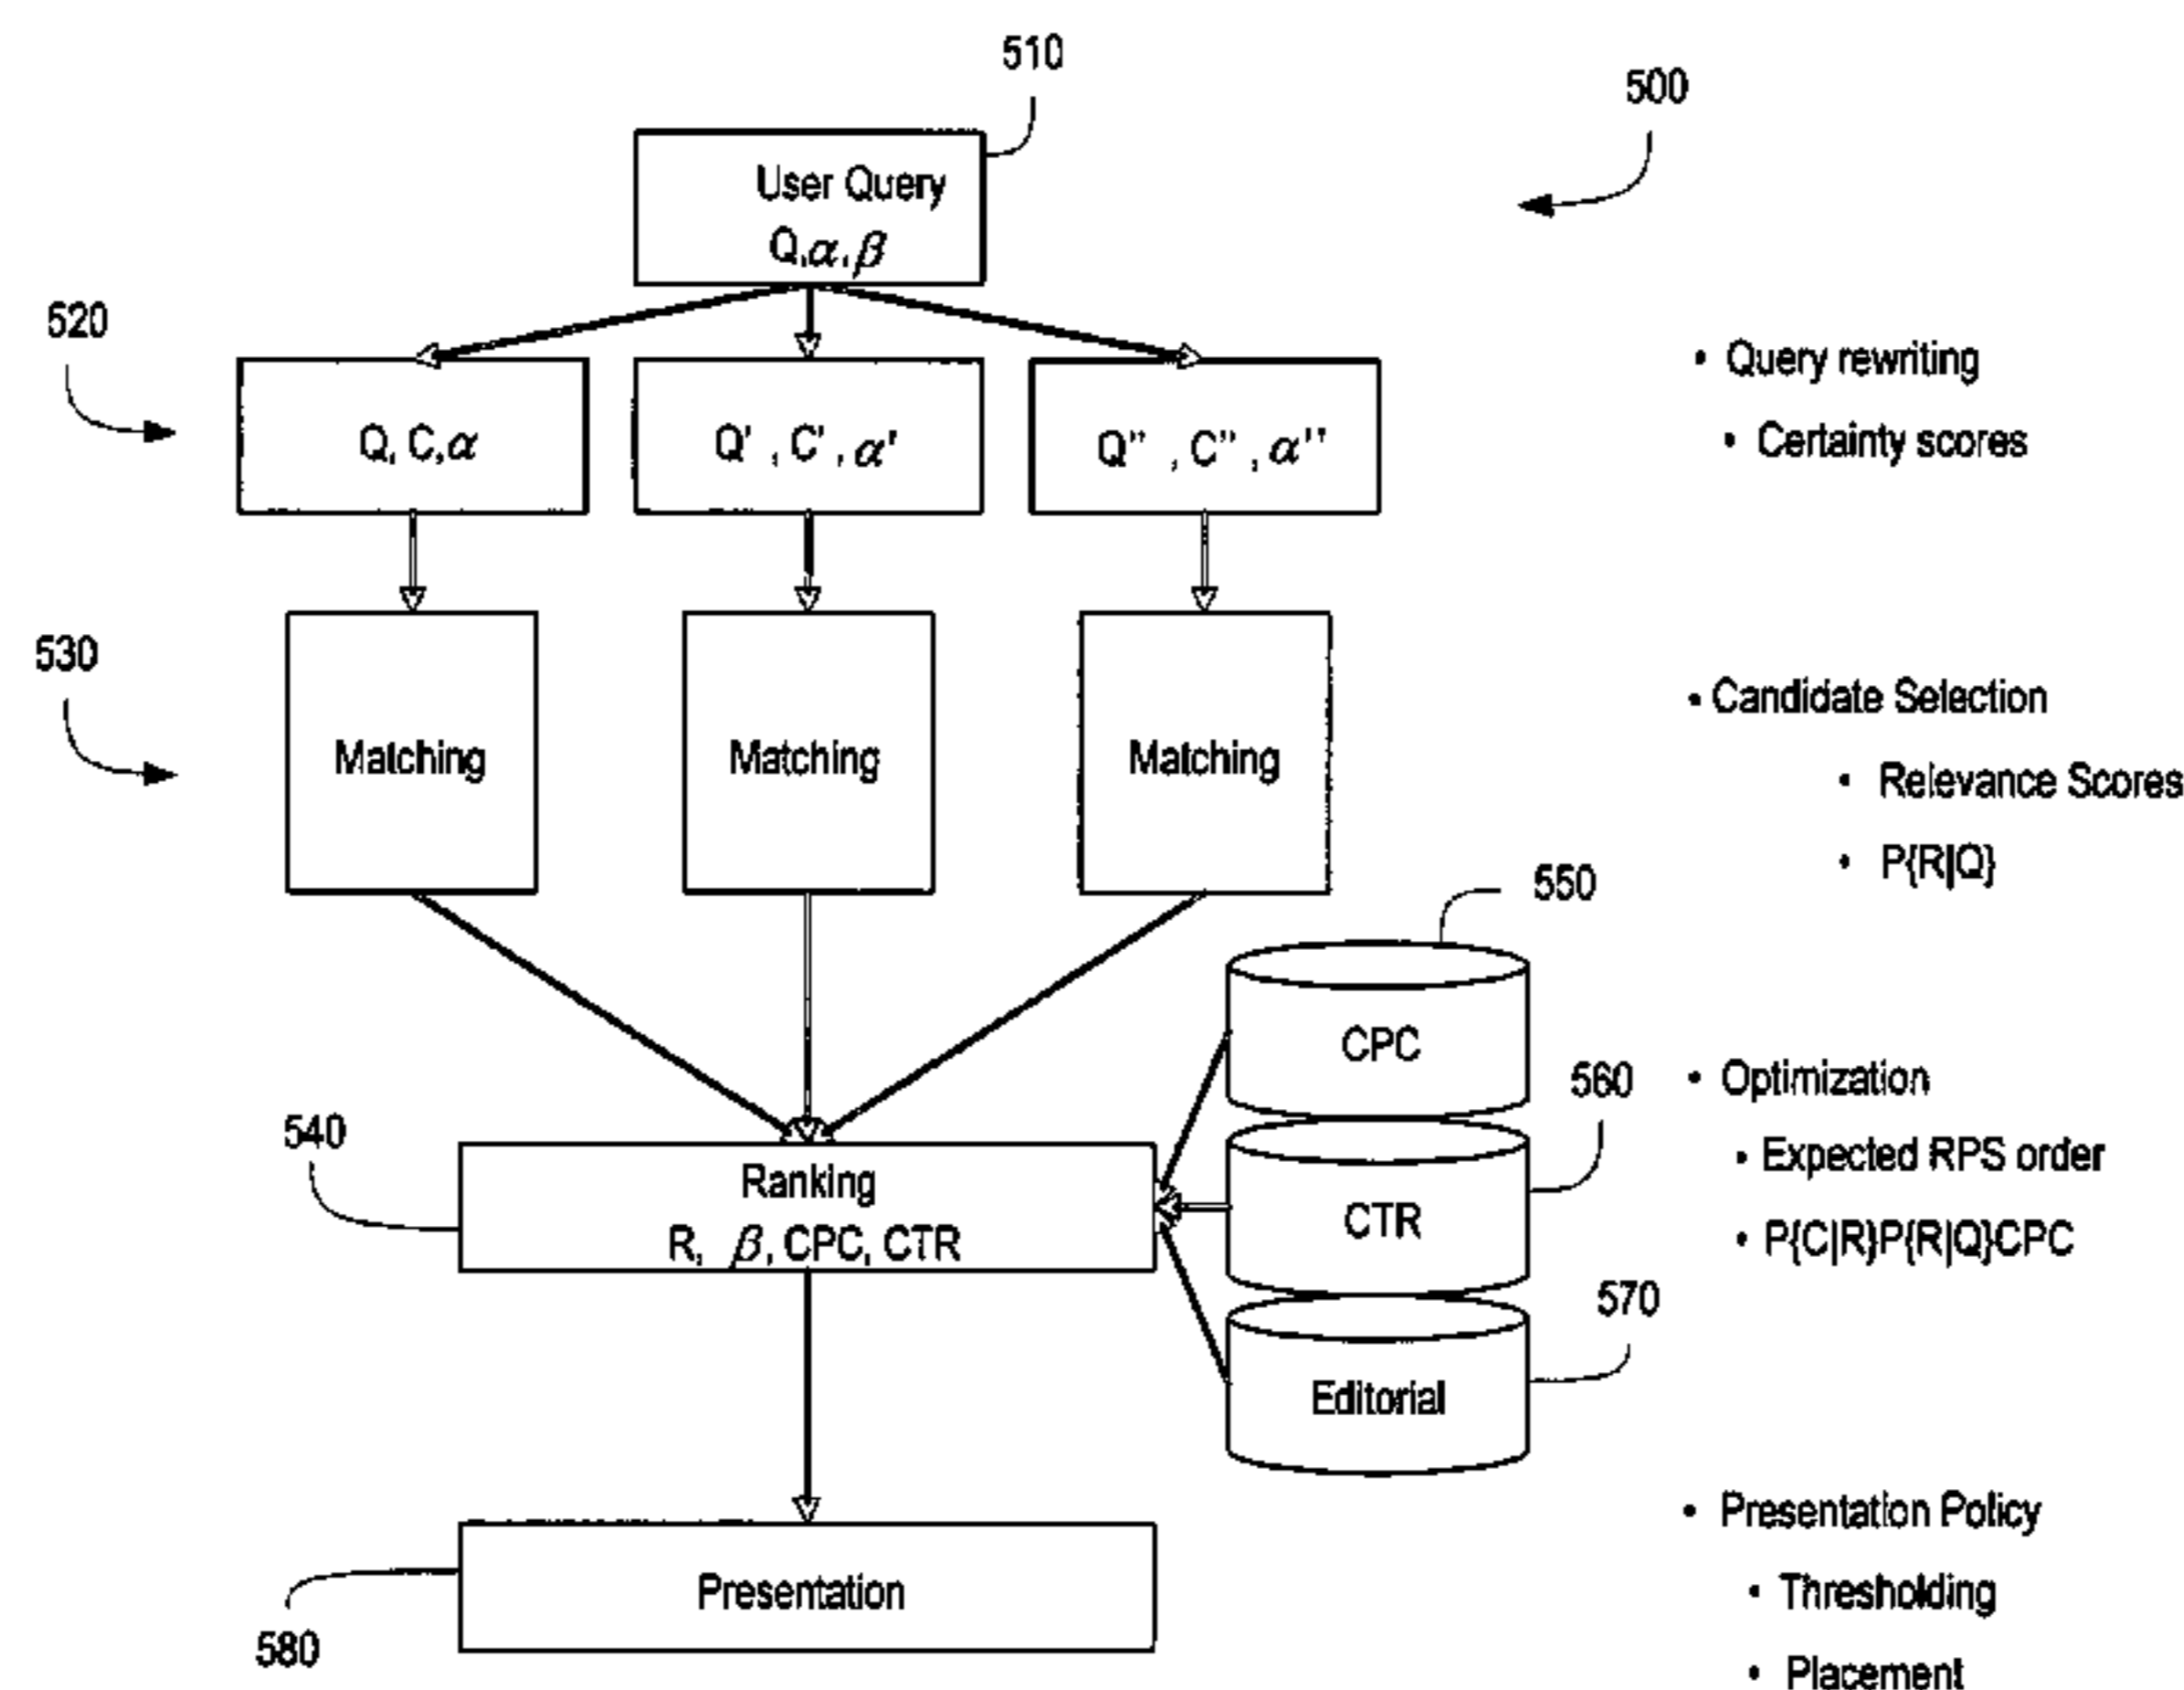 510
500
User Query
Q,α,β
520
Q, C,α
Q' , C' , α'
Q'' , C'' , α''
• Query rewriting
• Certainty scores
530
Matching
Matching
Matching
• Candidate Selection
• Relevance Scores
• P{R|Q}
550
CPC
560
CTR
570
Editorial
• Optimization
• Expected RPS order
• P{C|R}P{R|Q}CPC
540
Ranking
R, β, CPC, CTR
580
Presentation
• Presentation Policy
• Thresholding
• Placement